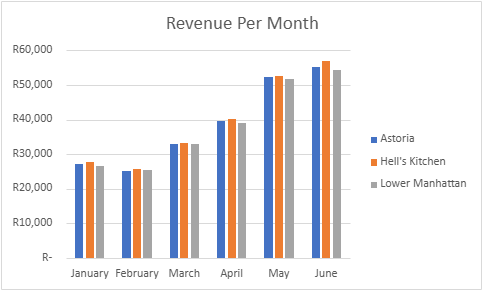 Revenue Per Month
R60,000
R50,000
R40,000
R30,000
R20,000
R10,000
R-
January February March April May June
Astoria
Hell's Kitchen
Lower Manhattan